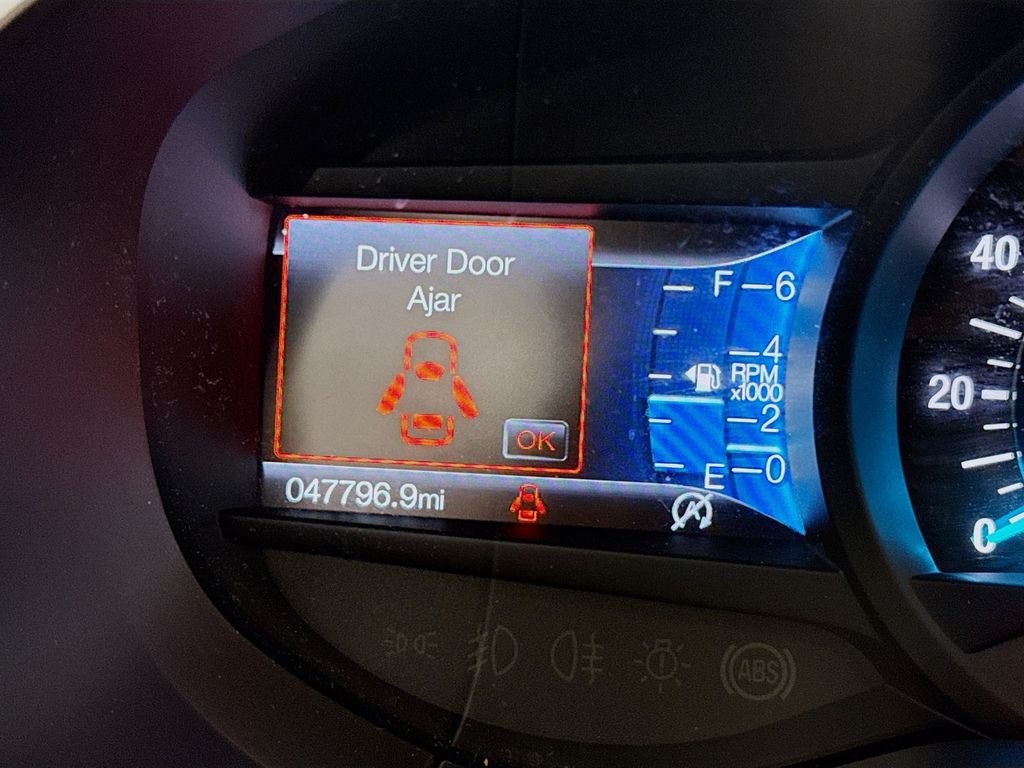 Driver Door
Ajar
OK
047796.9mi
F
E
6
4
RPM
x1000
2
0
40
20
0
ABS